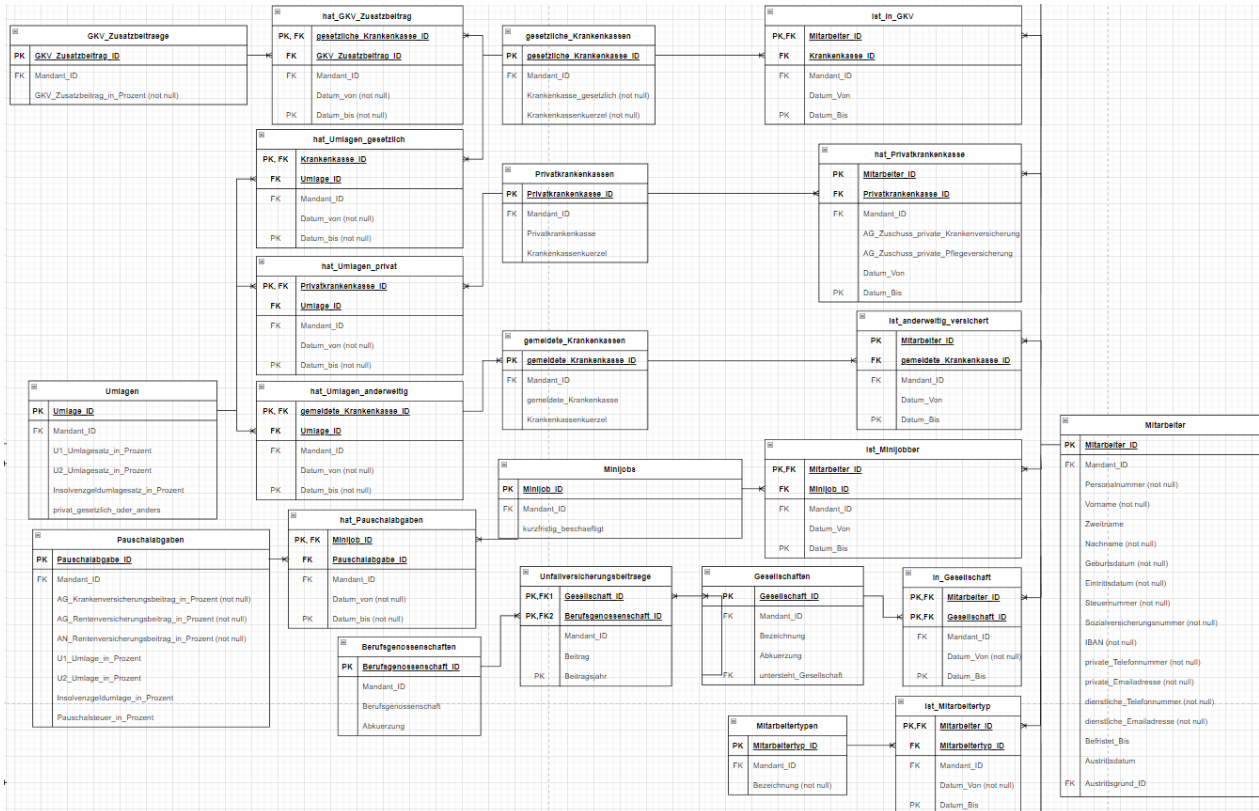 GKV_Zusatzbeitraege
PK GKV_Zusatzbeitrag_ID
FK Mandant_ID
GKV_Zusatzbeitrag_in_Prozent (not null)
hat_GKV_Zusatzbeitrag
PK, FK gesetzliche_Krankenkasse_ID
FK GKV_Zusatzbeitrag_ID
FK Mandant_ID
Datum_von (not null)
PK Datum_bis (not null)
gesetzliche_Krankenkassen
PK gesetzliche_Krankenkasse_ID
FK Mandant_ID
Krankenkasse_gesetzlich (not null)
Krankenkassenkuerzel (not null)
Ist_in_GKV
PK,FK Mitarbeiter_ID
FK Krankenkasse_ID
FK Mandant_ID
Datum_Von
PK Datum_Bis
hat_Umlagen_gesetzlich
PK, FK Krankenkasse_ID
FK Umlage_ID
FK Mandant_ID
Datum_von (not null)
PK Datum_bis (not null)
Privatkrankenkassen
PK Privatkrankenkasse_ID
FK Mandant_ID
Privatkrankenkasse
Krankenkassenkuerzel
hat_Privatkrankenkasse
PK Mitarbeiter_ID
FK Privatkrankenkasse_ID
FK Mandant_ID
AG_Zuschuss_private_Krankenversicherung
AG_Zuschuss_private_Pflegeversicherung
Datum_Von
PK Datum_Bis
hat_Umlagen_privat
PK, FK Privatkrankenkasse_ID
FK Umlage_ID
FK Mandant_ID
Datum_von (not null)
PK Datum_bis (not null)
gemeldete_Krankenkassen
PK gemeldete_Krankenkasse_ID
FK Mandant_ID
gemeldete_Krankenkasse
Krankenkassenkuerzel
ist_anderweitig_versichert
PK Mitarbeiter_ID
FK gemeldete_Krankenkasse_ID
FK Mandant_ID
Datum_Von
PK Datum_Bis
Umlagen
PK Umlage_ID
FK Mandant_ID
U1_Umlagesatz_in_Prozent
U2_Umlagesatz_in_Prozent
Insolvenzgeldumlagesatz_in_Prozent
privat_gesetzlich_oder_anders
hat_Umlagen_anderweitig
PK, FK gemeldete_Krankenkasse_ID
FK Umlage_ID
FK Mandant_ID
Datum_von (not null)
PK Datum_bis (not null)
Minijobs
PK Minijob_ID
FK Mandant_ID
kurzfristig_beschaeftigt
Ist_Minijobber
PK,FK Mitarbeiter_ID
FK Minijob_ID
FK Mandant_ID
Datum_Von
PK Datum_Bis
Mitarbeiter
PK Mitarbeiter_ID
FK Mandant_ID
Personalnummer (not null)
Vorname (not null)
Zweitname
Nachname (not null)
Geburtsdatum (not null)
Eintrittsdatum (not null)
Steuernummer (not null)
Sozialversicherungsnummer (not null)
IBAN (not null)
private_Telefonnummer (not null)
private_Emailadresse (not null)
dienstliche_Telefonnummer (not null)
dienstliche_Emailadresse (not null)
Befristet_Bis
Austrittsdatum
FK Austrittsgrund_ID
Pauschalabgaben
PK Pauschalabgabe_ID
FK Mandant_ID
AG_Krankenversicherungsbeitrag_in_Prozent (not null)
AG_Rentenversicherungsbeitrag_in_Prozent (not null)
AN_Rentenversicherungsbeitrag_in_Prozent (not null)
U1_Umlage_in_Prozent
U2_Umlage_in_Prozent
Insolvenzgeldumlage_in_Prozent
Pauschalsteuer_in_Prozent
hat_Pauschalabgaben
PK, FK Minijob_ID
FK Pauschalabgabe_ID
FK Mandant_ID
Datum_von (not null)
PK Datum_bis (not null)
Berufsgenossenschaften
PK Berufsgenossenschaft_ID
Mandant_ID
Berufsgenossenschaft
Abkuerzung
Unfallversicherungsbeitraege
PK,FK1 Gesellschaft_ID
PK,FK2 Berufsgenossenschaft_ID
Mandant_ID
Beitrag
PK Beitragsjahr
Gesellschaften
PK Gesellschaft_ID
FK Mandant_ID
Bezeichnung
Abkuerzung
FK untersteht_Gesellschaft
in_Gesellschaft
PK,FK Mitarbeiter_ID
PK,FK Gesellschaft_ID
FK Mandant_ID
Datum_Von (not null)
PK Datum_Bis
Mitarbeitertypen
PK Mitarbeitertyp_ID
FK Mandant_ID
Bezeichnung (not null)
ist_Mitarbeitertyp
PK,FK Mitarbeiter_ID
FK Mitarbeitertyp_ID
FK Mandant_ID
Datum_Von (not null)
PK Datum_Bis